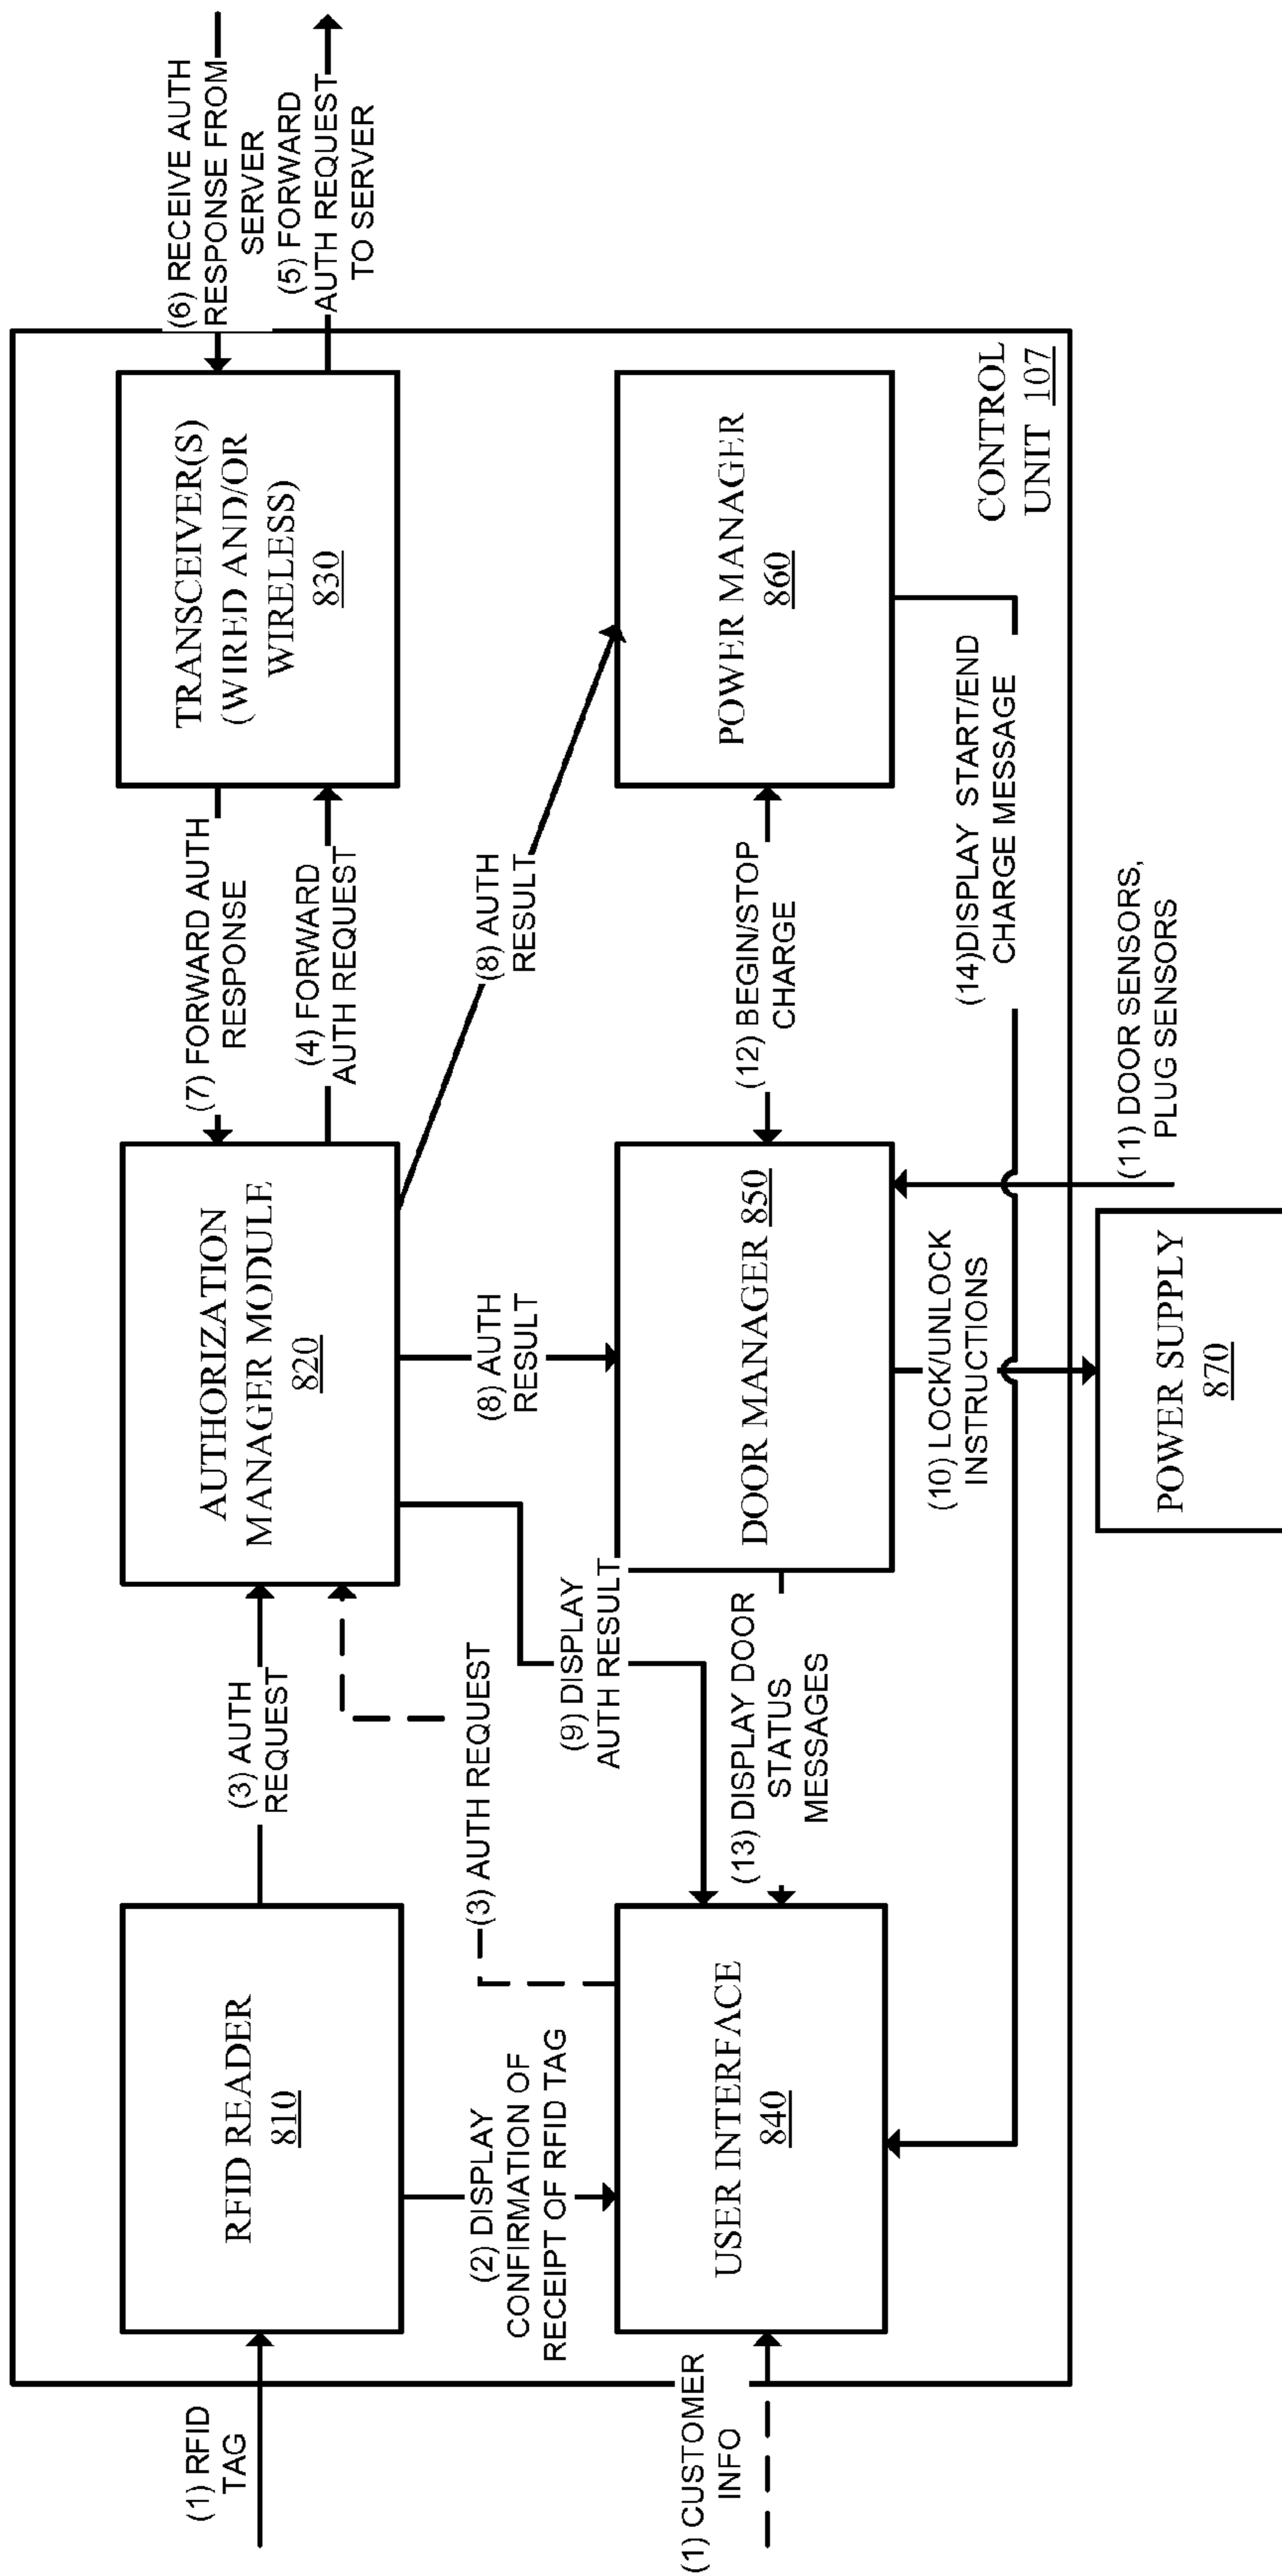 (1) RFID
TAG
RFID READER
810
(3) AUTH
REQUEST
AUTHORIZATION
MANAGER MODULE
820
(7) FORWARD AUTH
RESPONSE
(4) FORWARD
AUTH REQUEST
TRANSCEIVER(S)
(WIRED AND/OR
WIRELESS)
830
(6) RECEIVE AUTH
RESPONSE FROM
SERVER
(5) FORWARD
AUTH REQUEST
TO SERVER
(2) DISPLAY
CONFIRMATION OF
RECEIPT OF RFID TAG
(3) AUTH REQUEST
(9) DISPLAY
AUTH RESULT
(8) AUTH
RESULT
(8) AUTH
RESULT
(1) CUSTOMER
INFO
USER INTERFACE
840
(13) DISPLAY DOOR
STATUS
MESSAGES
DOOR MANAGER 850
(12) BEGIN/STOP
CHARGE
POWER MANAGER
860
(10) LOCK/UNLOCK
INSTRUCTIONS
(14)DISPLAY START/END
CHARGE MESSAGE
CONTROL
UNIT 107
(11) DOOR SENSORS,
PLUG SENSORS
POWER SUPPLY
870